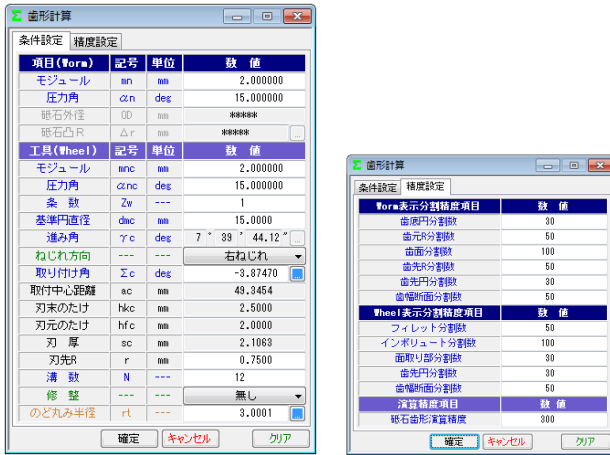 Σ 歯形計算
条件設定 精度設定
項目(Worm) 記号 単位 数 値
モジュール mn mm 2.000000
圧力角 αn deg 15.000000
砥石外径 OD mm *****
砥石凸R Δr mm ***** ...
工具(Wheel) 記号 単位 数 値
モジュール mnc mm 2.000000
圧力角 αnc deg 15.000000
条 数 Zw --- 1
基準円直径 dmc mm 15.0000
進み角 γc deg 7 ° 39 ' 44.12 " ...
ねじれ方向 --- --- 右ねじれ
取り付け角 Σc deg -3.87470
取付中心距離 ac mm 49.3454
刃末のたけ hkc mm 2.5000
刃元のたけ hfc mm 2.0000
刃 厚 sc mm 2.1063
刃先R r mm 0.7500
溝 数 N --- 12
修 整 --- --- 無し
のど丸み半径 rt --- 3.0001
確定 キャンセル クリア
Σ 歯形計算
条件設定 精度設定
Worm表示分割精度項目 数 値
歯底円分割数 30
歯元R分割数 50
歯面分割数 100
歯先R分割数 50
歯先円分割数 30
歯幅断面分割数 50
Wheel表示分割精度項目 数 値
フィレット分割数 50
インボリュート分割数 100
面取り部分割数 30
歯先円分割数 30
歯幅断面分割数 50
演算精度項目 数 値
砥石歯形演算精度 300
確定 キャンセル クリア